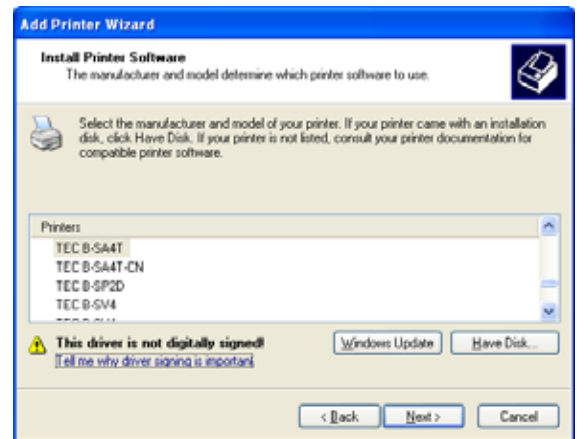 Add Printer Wizard
Install Printer Software
The manufacturer and model determine which printer software to use.
Select the manufacturer and model of your printer. If your printer came with an installation
disk, click Have Disk. If your printer is not listed, consult your printer documentation for
compatible printer software.
Printers
TEC B-SA4T
TEC B-SA4T-CN
TEC B-SP2D
TEC B-SV4
This driver is not digitally signed!
Windows Update
Have Disk...
Tell me why driver signing is important
< Back
Next >
Cancel